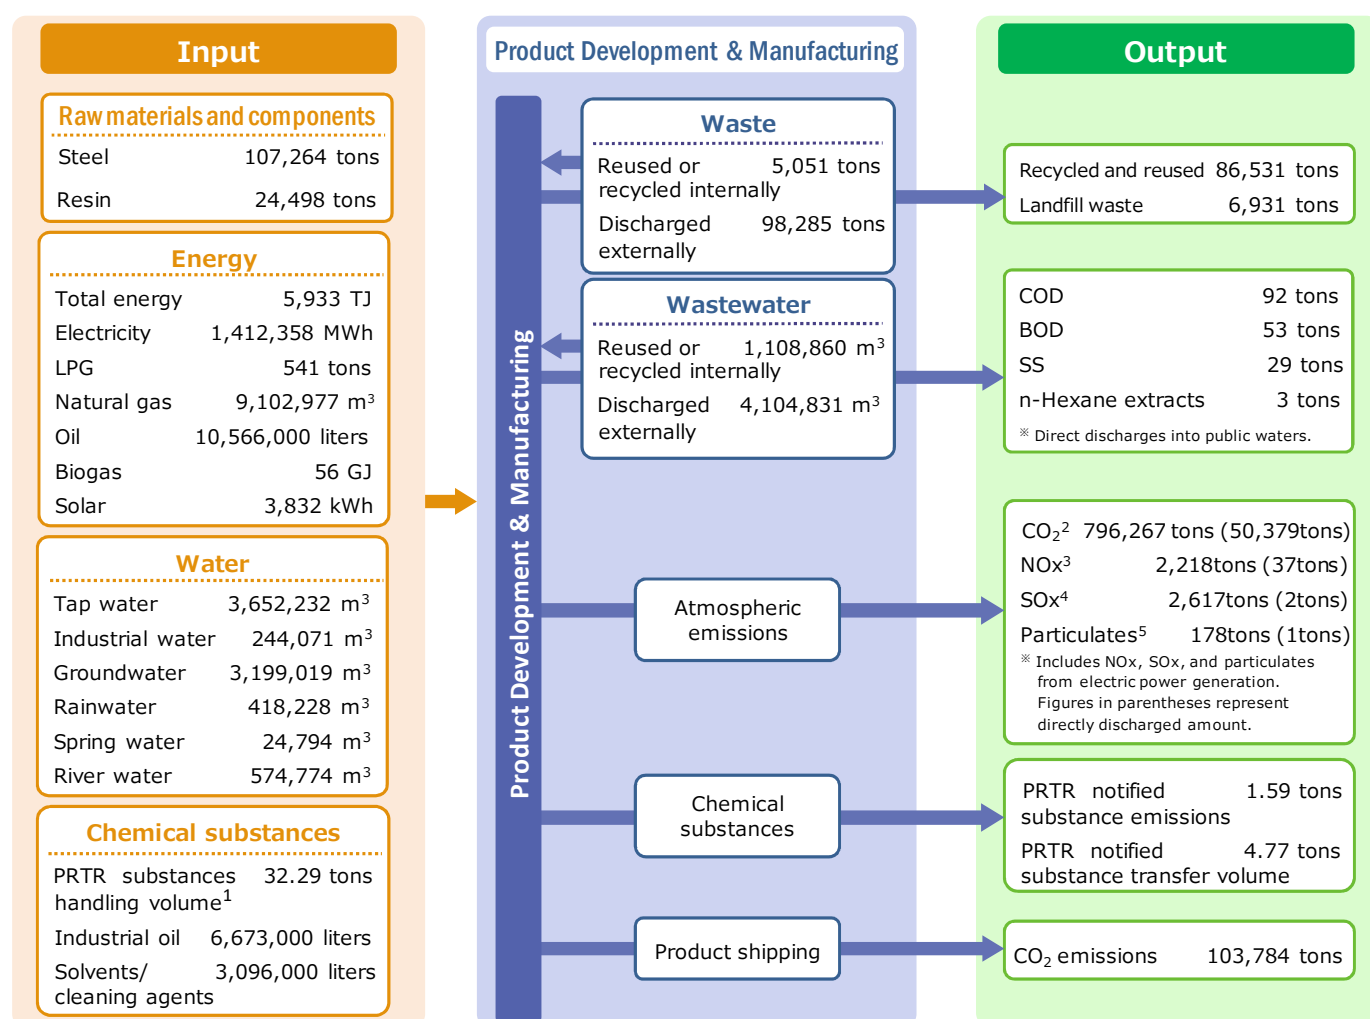 Input
Raw materials and components
Steel 107,264 tons
Resin 24,498 tons
Energy
Total energy 5,933 TJ
Electricity 1,412,358 MWh
LPG 541 tons
Natural gas 9,102,977 m³
Oil 10,566,000 liters
Biogas 56 GJ
Solar 3,832 kWh
Water
Tap water 3,652,232 m³
Industrial water 244,071 m³
Groundwater 3,199,019 m³
Rainwater 418,228 m³
Spring water 24,794 m³
River water 574,774 m³
Chemical substances
PRTR substances 32.29 tons
handling volume¹
Industrial oil 6,673,000 liters
Solvents/ 3,096,000 liters
cleaning agents
Product Development & Manufacturing
Product Development & Manufacturing
Waste
Reused or 5,051 tons
recycled internally
Discharged 98,285 tons
externally
Wastewater
Reused or 1,108,860 m³
recycled internally
Discharged 4,104,831 m³
externally
Atmospheric
emissions
Chemical
substances
Product shipping
Output
Recycled and reused 86,531 tons
Landfill waste 6,931 tons
COD 92 tons
BOD 53 tons
SS 29 tons
n-Hexane extracts 3 tons
※ Direct discharges into public waters.
CO₂² 796,267 tons (50,379tons)
NOx³ 2,218tons (37tons)
SOx⁴ 2,617tons (2tons)
Particulates⁵ 178tons (1tons)
※ Includes NOx, SOx, and particulates
from electric power generation.
Figures in parentheses represent
directly discharged amount.
PRTR notified 1.59 tons
substance emissions
PRTR notified 4.77 tons
substance transfer volume
CO₂ emissions 103,784 tons